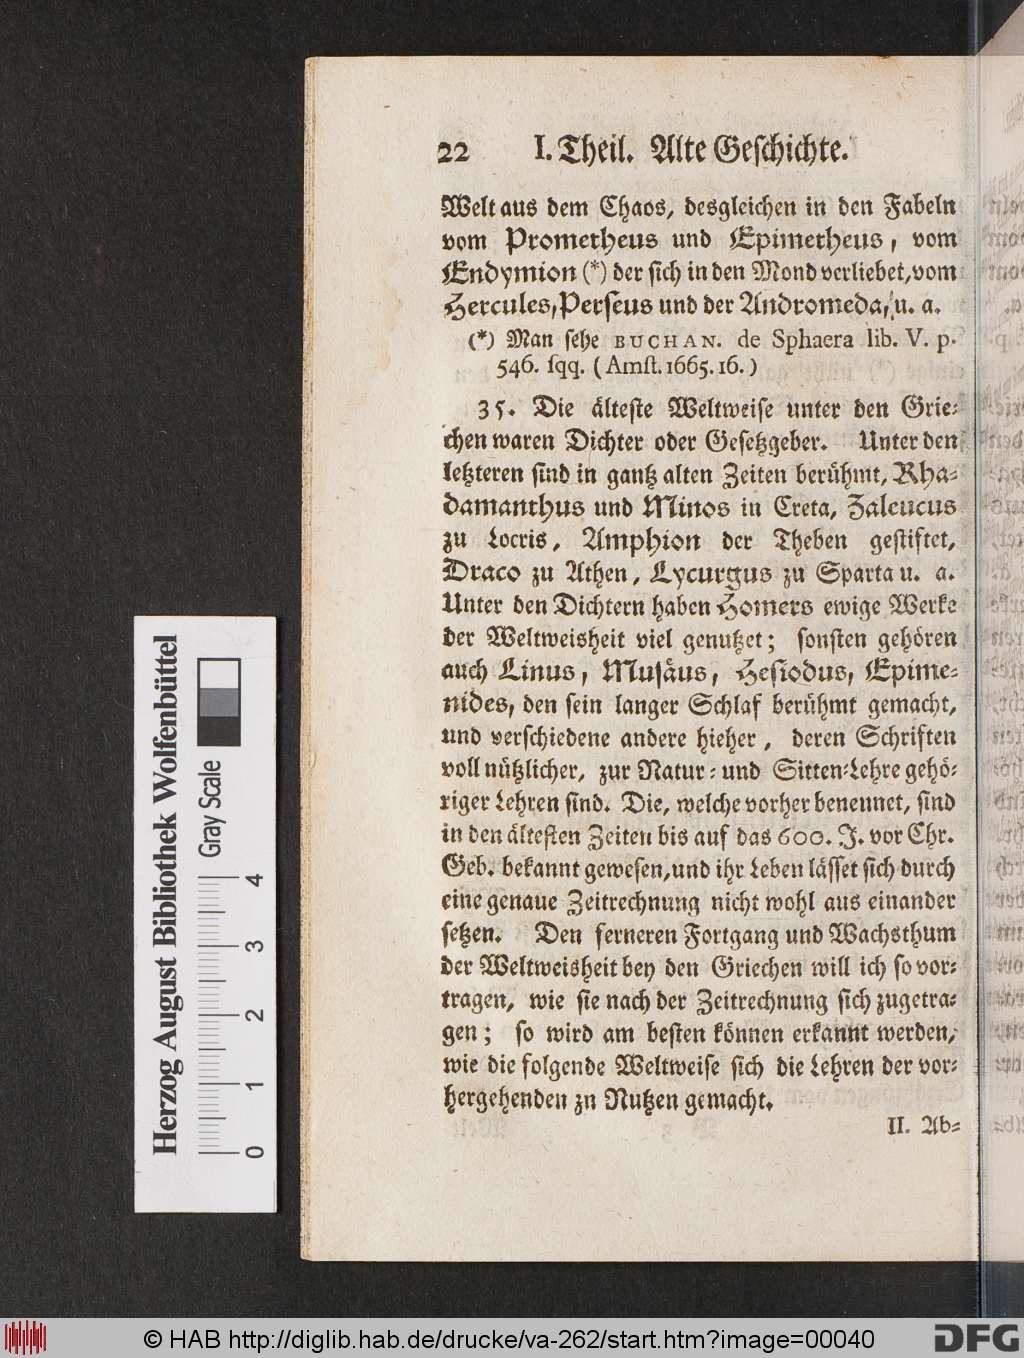 22 I. Theil. Alte Geschichte.
Welt aus dem Chaos, desgleichen in den Fabeln
vom Prometheus und Epimetheus, vom
Endymion (*) der sich in den Mond verliebet, vom
Hercules, Perseus und der Andromeda, u. a.
(*) Man sehe BUCHAN. de Sphaera lib. V. p.
546. sqq. (Amst. 1665. 16.)
35. Die älteste Weltweise unter den Grie-
chen waren Dichter oder Gesetzgeber. Unter den
letzteren sind in gantz alten Zeiten berühmt, Rha-
damanthus und Minos in Creta, Zaleucus
zu Locris, Amphion der Theben gestiftet,
Draco zu Athen, Lycurgus zu Sparta u. a.
Unter den Dichtern haben Homers ewige Werke
der Weltweisheit viel genutzet; sonsten gehören
auch Linus, Musäus, Hesiodus, Epime-
nides, den sein langer Schlaf berühmt gemacht,
und verschiedene andere hieher, deren Schriften
voll nützlicher, zur Natur- und Sitten-Lehre gehö-
riger Lehren sind. Die, welche vorher benennet, sind
in den ältesten Zeiten bis auf das 600. J. vor Chr.
Geb. bekannt gewesen, und ihr Leben lässet sich durch
eine genaue Zeitrechnung nicht wohl aus einander
setzen. Den ferneren Fortgang und Wachsthum
der Weltweisheit bey den Griechen will ich so vor-
tragen, wie sie nach der Zeitrechnung sich zugetra-
gen; so wird am besten können erkannt werden,
wie die folgende Weltweise sich die Lehren der vor-
hergehenden zu Nutzen gemacht.
II. Ab-
Herzog August Bibliothek Wolfenbüttel
Gray Scale
0 1 2 3 4
© HAB http://diglib.hab.de/drucke/va-262/start.htm?image=00040
DFG